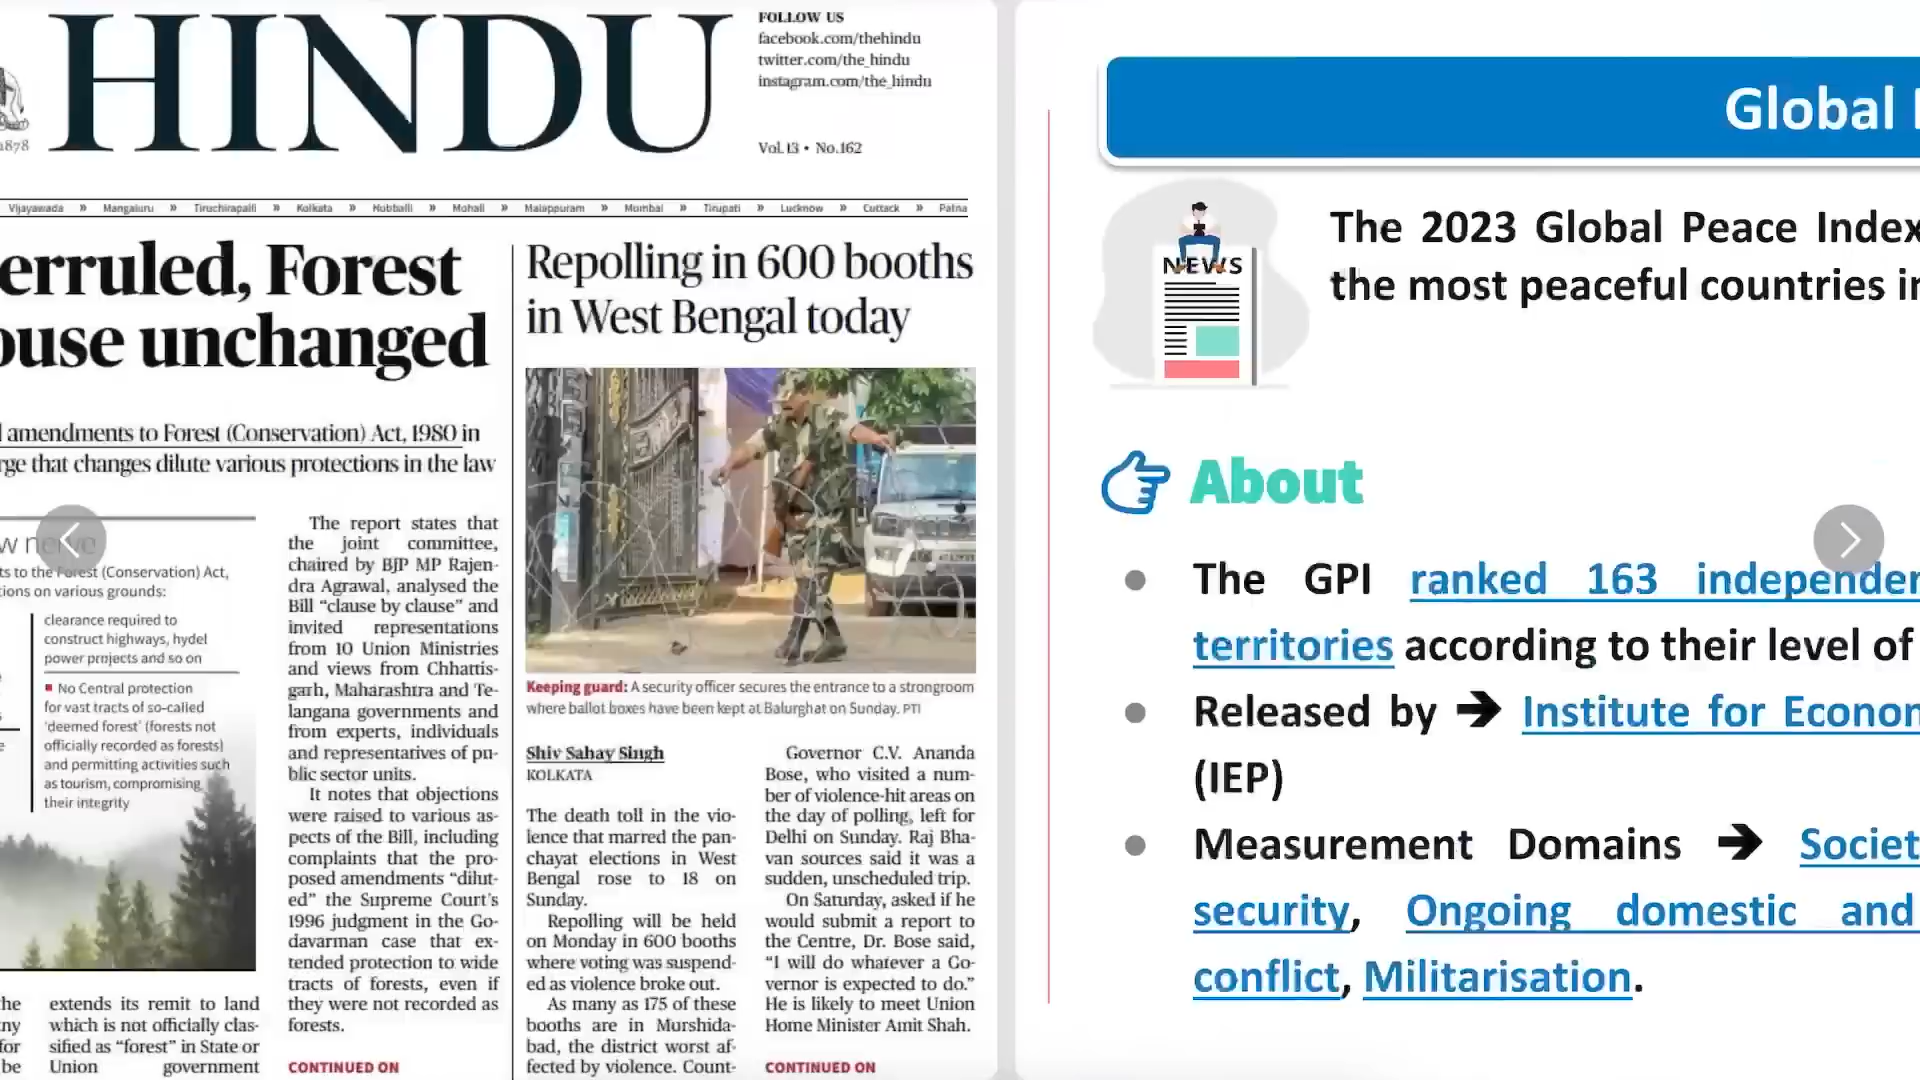 HINDU
1878
FOLLOW US
facebook.com/thehindu
twitter.com/the_hindu
instagram.com/the_hindu
Vol. 13 • No. 162
Vijayawada » Mangaluru » Tiruchirapalli » Kolkata » Hubballi » Mohali » Malappuram » Mumbai » Tirupati » Lucknow » Cuttack » Patna
erruled, Forest
ouse unchanged
amendments to Forest (Conservation) Act, 1980 in
rge that changes dilute various protections in the law
w nerve
ts to the Forest (Conservation) Act,
tions on various grounds:
clearance required to
construct highways, hydel
power projects and so on
■ No Central protection
for vast tracts of so-called
‘deemed forest’ (forests not
officially recorded as forests)
and permitting activities such
as tourism, compromising
their integrity
he
ny
for
be
extends its remit to land
which is not officially clas-
sified as “forest” in State or
Union government
The report states that
the joint committee,
chaired by BJP MP Rajen-
dra Agrawal, analysed the
Bill “clause by clause” and
invited representations
from 10 Union Ministries
and views from Chhattis-
garh, Maharashtra and Te-
langana governments and
from experts, individuals
and representatives of pu-
blic sector units.
It notes that objections
were raised to various as-
pects of the Bill, including
complaints that the pro-
posed amendments “dilut-
ed” the Supreme Court’s
1996 judgment in the Go-
davarman case that ex-
tended protection to wide
tracts of forests, even if
they were not recorded as
forests.
CONTINUED ON
Repolling in 600 booths
in West Bengal today
Keeping guard: A security officer secures the entrance to a strongroom
where ballot boxes have been kept at Balurghat on Sunday. PTI
Shiv Sahay Singh
KOLKATA
The death toll in the vio-
lence that marred the pan-
chayat elections in West
Bengal rose to 18 on
Sunday.
Repolling will be held
on Monday in 600 booths
where voting was suspend-
ed as violence broke out.
As many as 175 of these
booths are in Murshida-
bad, the district worst af-
fected by violence. Count-
Governor C.V. Ananda
Bose, who visited a num-
ber of violence-hit areas on
the day of polling, left for
Delhi on Sunday. Raj Bha-
van sources said it was a
sudden, unscheduled trip.
On Saturday, asked if he
would submit a report to
the Centre, Dr. Bose said,
“I will do whatever a Go-
vernor is expected to do.”
He is likely to meet Union
Home Minister Amit Shah.
CONTINUED ON
Global
NEWS
The 2023 Global Peace Index
the most peaceful countries in
About
The GPI ranked 163 independen
territories according to their level of
Released by ➔ Institute for Econom
(IEP)
Measurement Domains ➔ Societ
security, Ongoing domestic and
conflict, Militarisation.